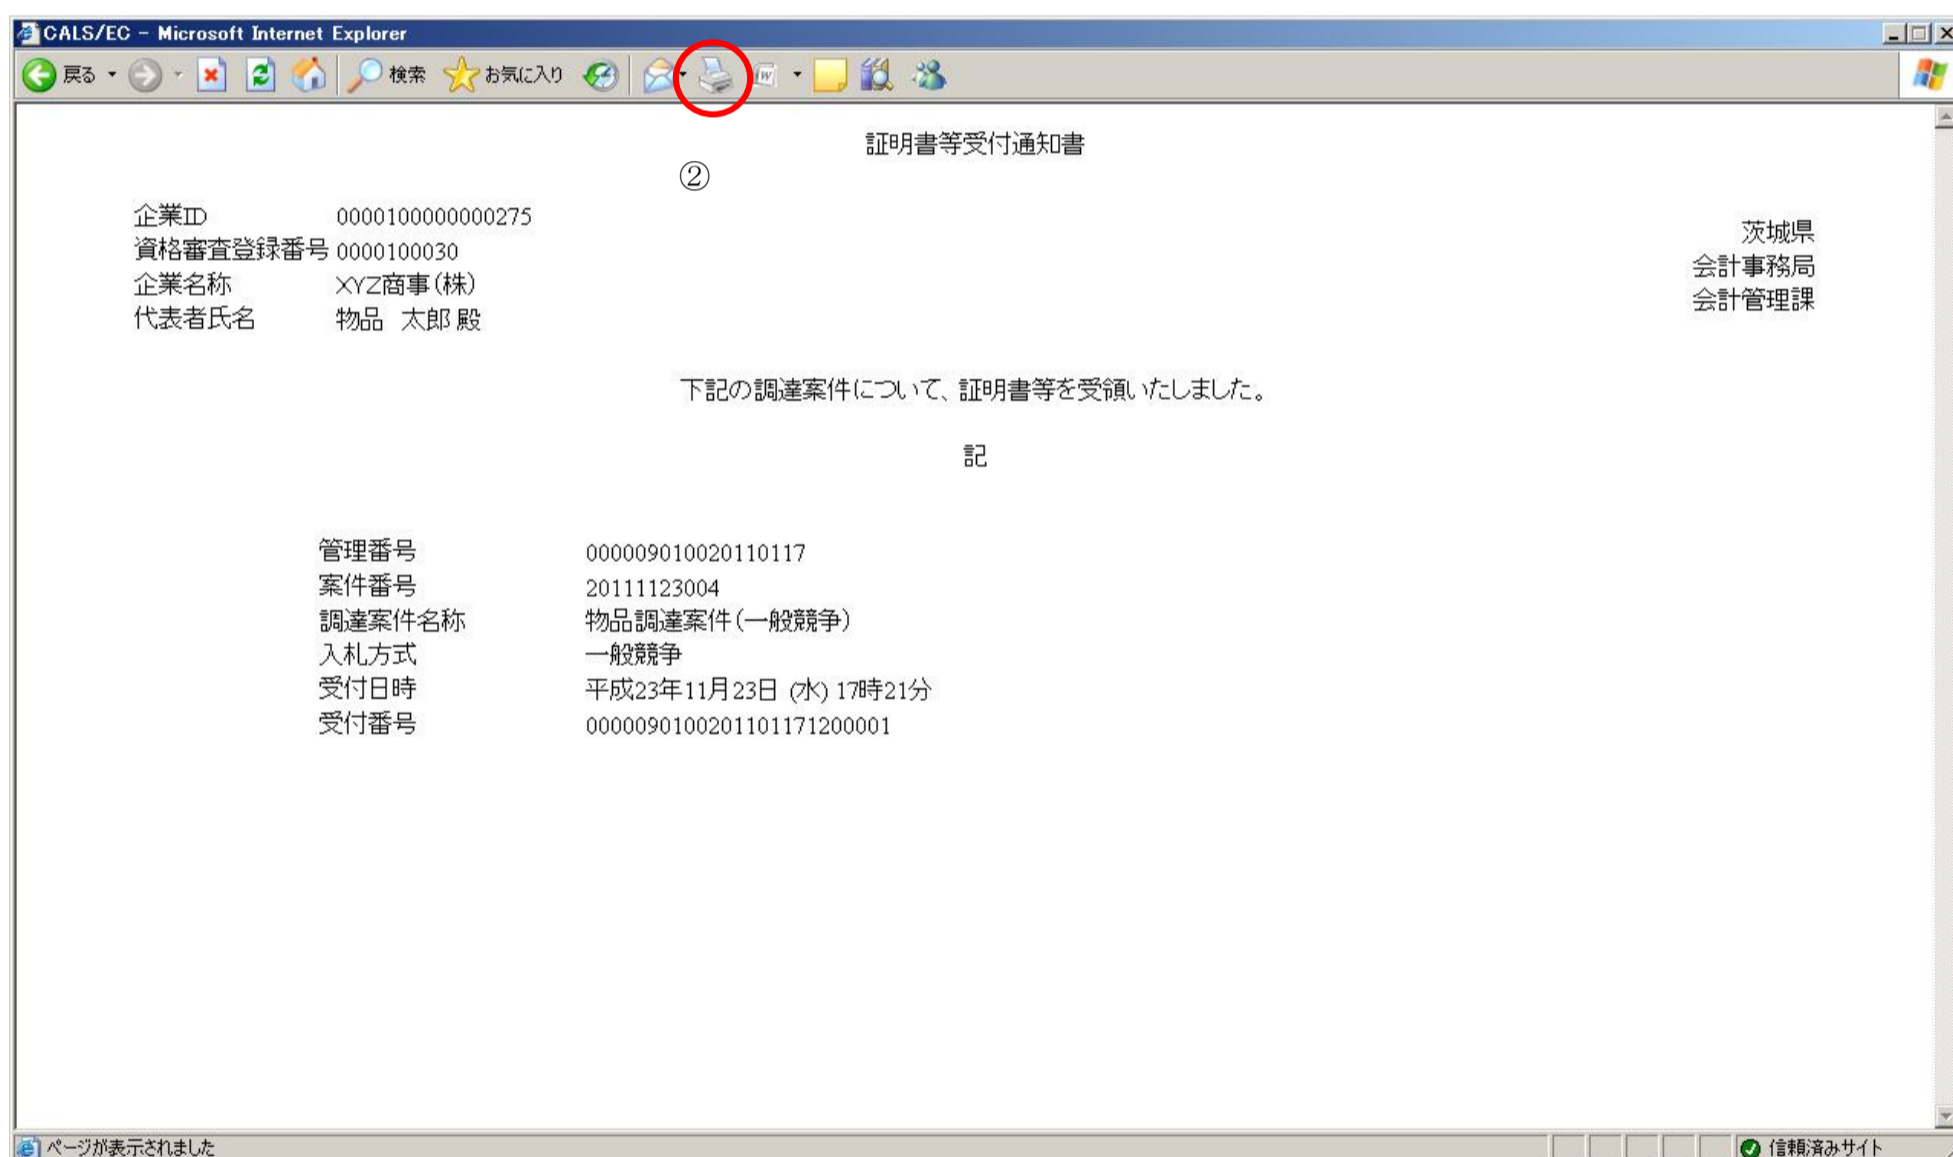 CALS/EC - Microsoft Internet Explorer
戻る 検索 お気に入り
証明書等受付通知書
②
企業ID 0000100000000275
資格審査登録番号 0000100030
企業名称 XYZ商事(株)
代表者氏名 物品 太郎 殿
茨城県
会計事務局
会計管理課
下記の調達案件について、証明書等を受領いたしました。
記
管理番号 000009010020110117
案件番号 20111123004
調達案件名称 物品調達案件(一般競争)
入札方式 一般競争
受付日時 平成23年11月23日 (水) 17時21分
受付番号 0000090100201101171200001
ページが表示されました 信頼済みサイト